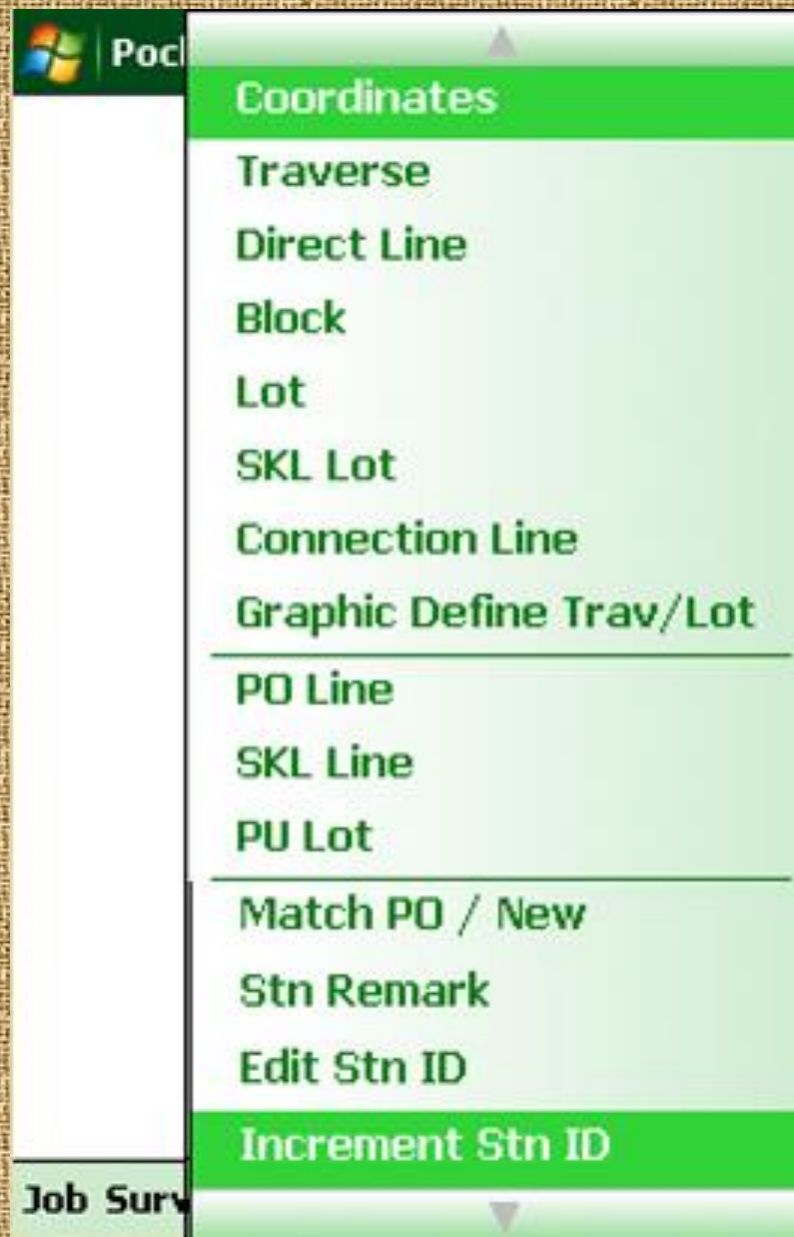 Poc
Coordinates
Traverse
Direct Line
Block
Lot
SKL Lot
Connection Line
Graphic Define Trav/Lot
PO Line
SKL Line
PU Lot
Match PO / New
Stn Remark
Edit Stn ID
Increment Stn ID
Job Surv